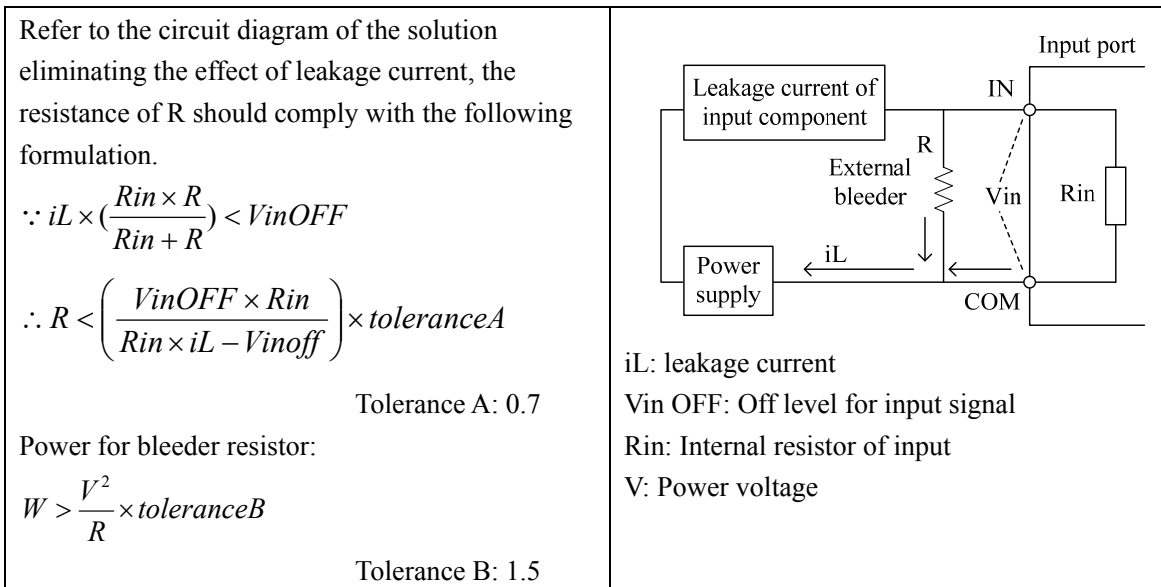 Refer to the circuit diagram of the solution
eliminating the effect of leakage current, the
resistance of R should comply with the following
formulation.
∵ iL × (Rin × R / Rin + R) < VinOFF
∴ R < (VinOFF × Rin / Rin × iL − Vinoff) × toleranceA
Tolerance A: 0.7
Power for bleeder resistor:
W > V² / R × toleranceB
Tolerance B: 1.5
Input port
Leakage current of
input component
IN
R
External
bleeder
Vin
Rin
iL
Power
supply
COM
iL: leakage current
Vin OFF: Off level for input signal
Rin: Internal resistor of input
V: Power voltage